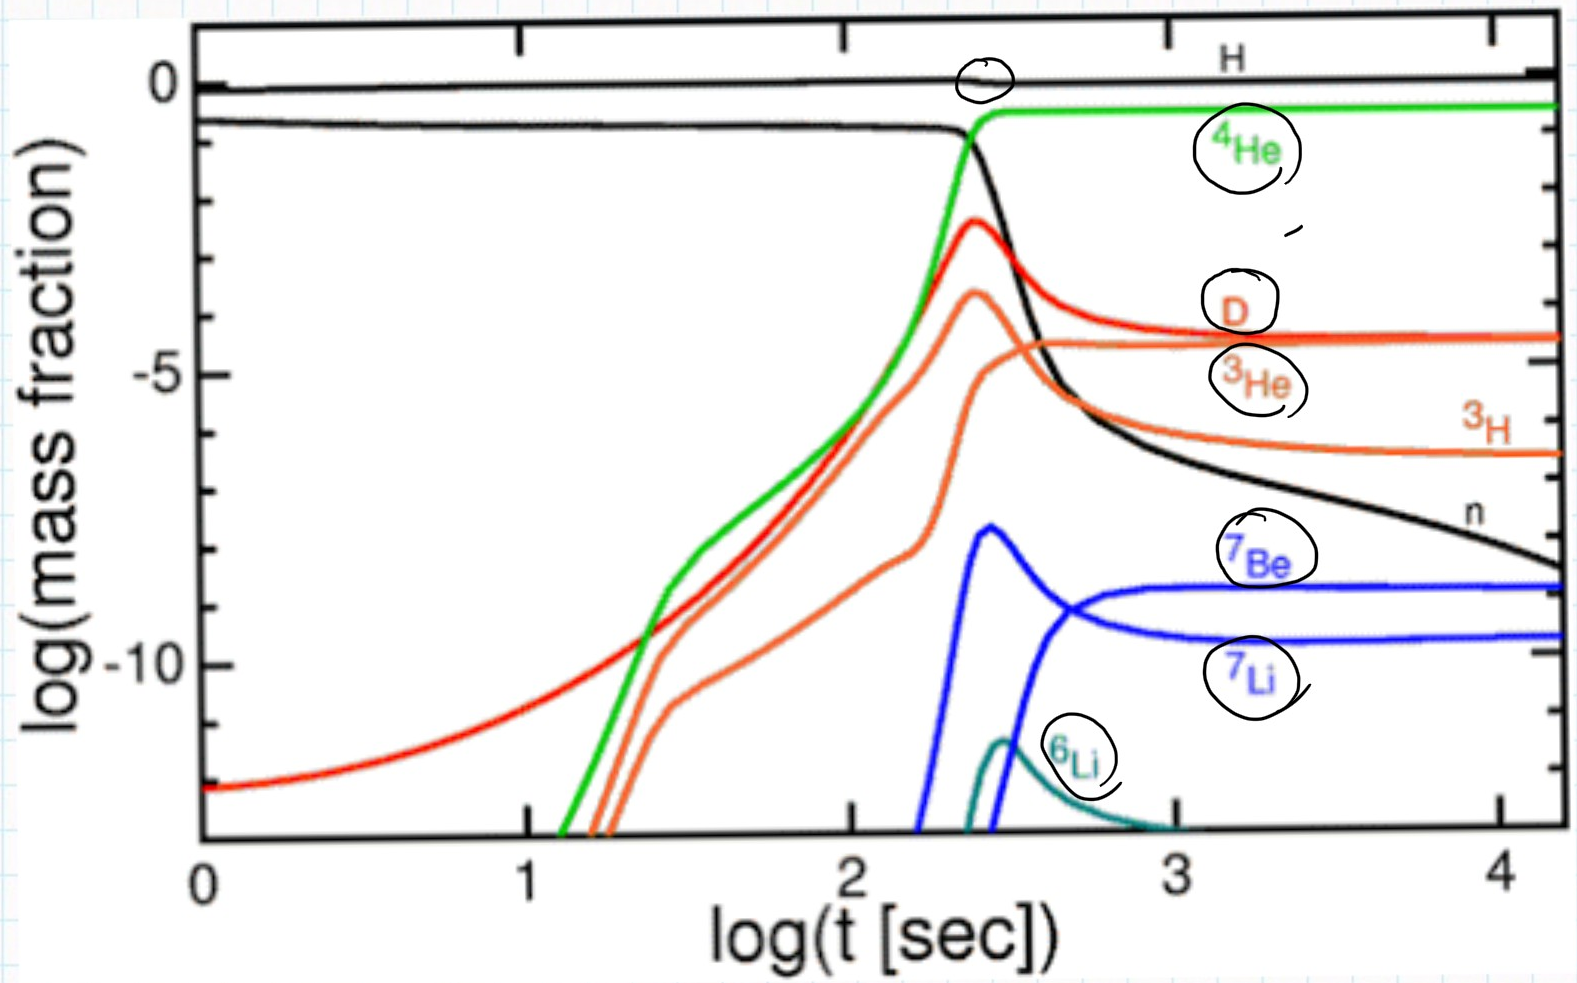 H
0
⁴He
D
-5
³He
³H
n
⁷Be
-10
⁷Li
⁶Li
0 1 2 3 4
log(t [sec])
log(mass fraction)